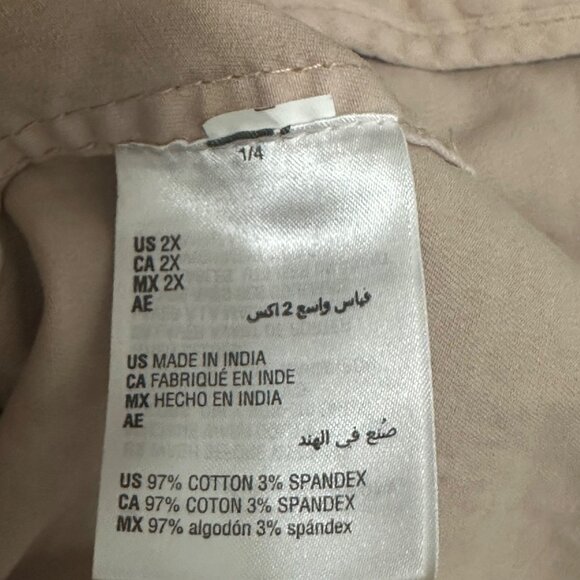 1/4
US 2X
CA 2X
MX 2X
AE
قياس واسع 2 اكس
US MADE IN INDIA
CA FABRIQUÉ EN INDE
MX HECHO EN INDIA
AE
صُنع في الهند
US 97% COTTON 3% SPANDEX
CA 97% COTON 3% SPANDEX
MX 97% algodón 3% spándex